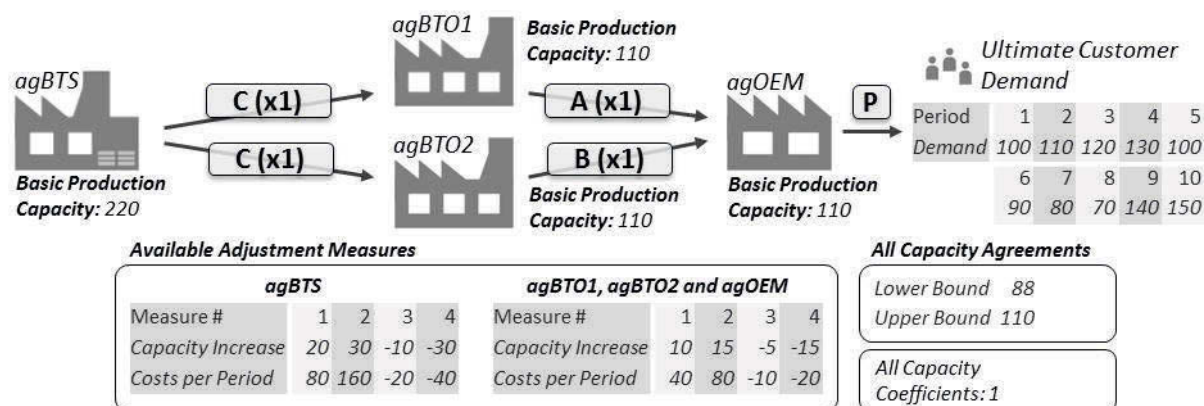 agBTS
Basic Production
Capacity: 220
C (x1)
C (x1)
agBTO1
Basic Production
Capacity: 110
agBTO2
Basic Production
Capacity: 110
A (x1)
B (x1)
agOEM
Basic Production
Capacity: 110
P
Ultimate Customer
Demand
Period 1 2 3 4 5
Demand 100 110 120 130 100
6 7 8 9 10
90 80 70 140 150
Available Adjustment Measures
agBTS
Measure # 1 2 3 4
Capacity Increase 20 30 -10 -30
Costs per Period 80 160 -20 -40
agBTO1, agBTO2 and agOEM
Measure # 1 2 3 4
Capacity Increase 10 15 -5 -15
Costs per Period 40 80 -10 -20
All Capacity Agreements
Lower Bound 88
Upper Bound 110
All Capacity
Coefficients: 1